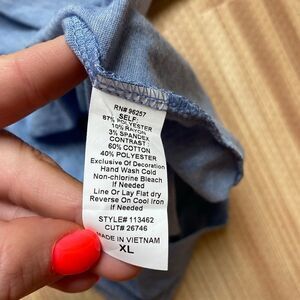 RN# 96257
SELF:
87% POLYESTER
10% RAYON
3% SPANDEX
CONTRAST:
60% COTTON
40% POLYESTER
Exclusive Of Decoration
Hand Wash Cold
Non-chlorine Bleach
If Needed
Line Or Lay Flat dry
Reverse On Cool Iron
If Needed
STYLE# 113462
CUT# 26746
MADE IN VIETNAM
XL